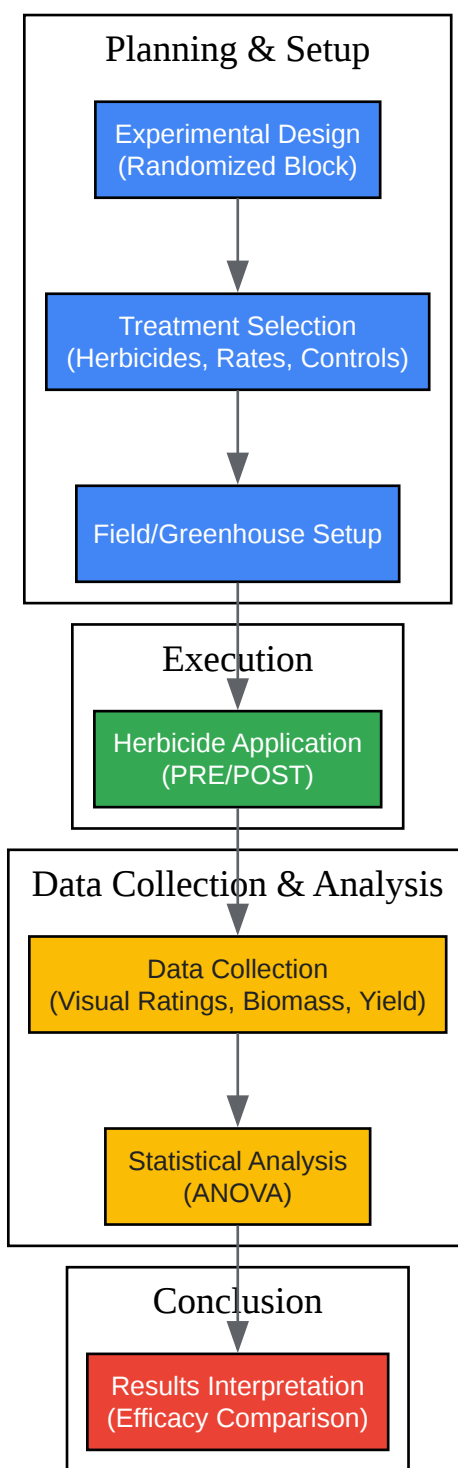 Planning & Setup
Experimental Design
(Randomized Block)
Treatment Selection
(Herbicides, Rates, Controls)
Field/Greenhouse Setup
Execution
Herbicide Application
(PRE/POST)
Data Collection & Analysis
Data Collection
(Visual Ratings, Biomass, Yield)
Statistical Analysis
(ANOVA)
Conclusion
Results Interpretation
(Efficacy Comparison)